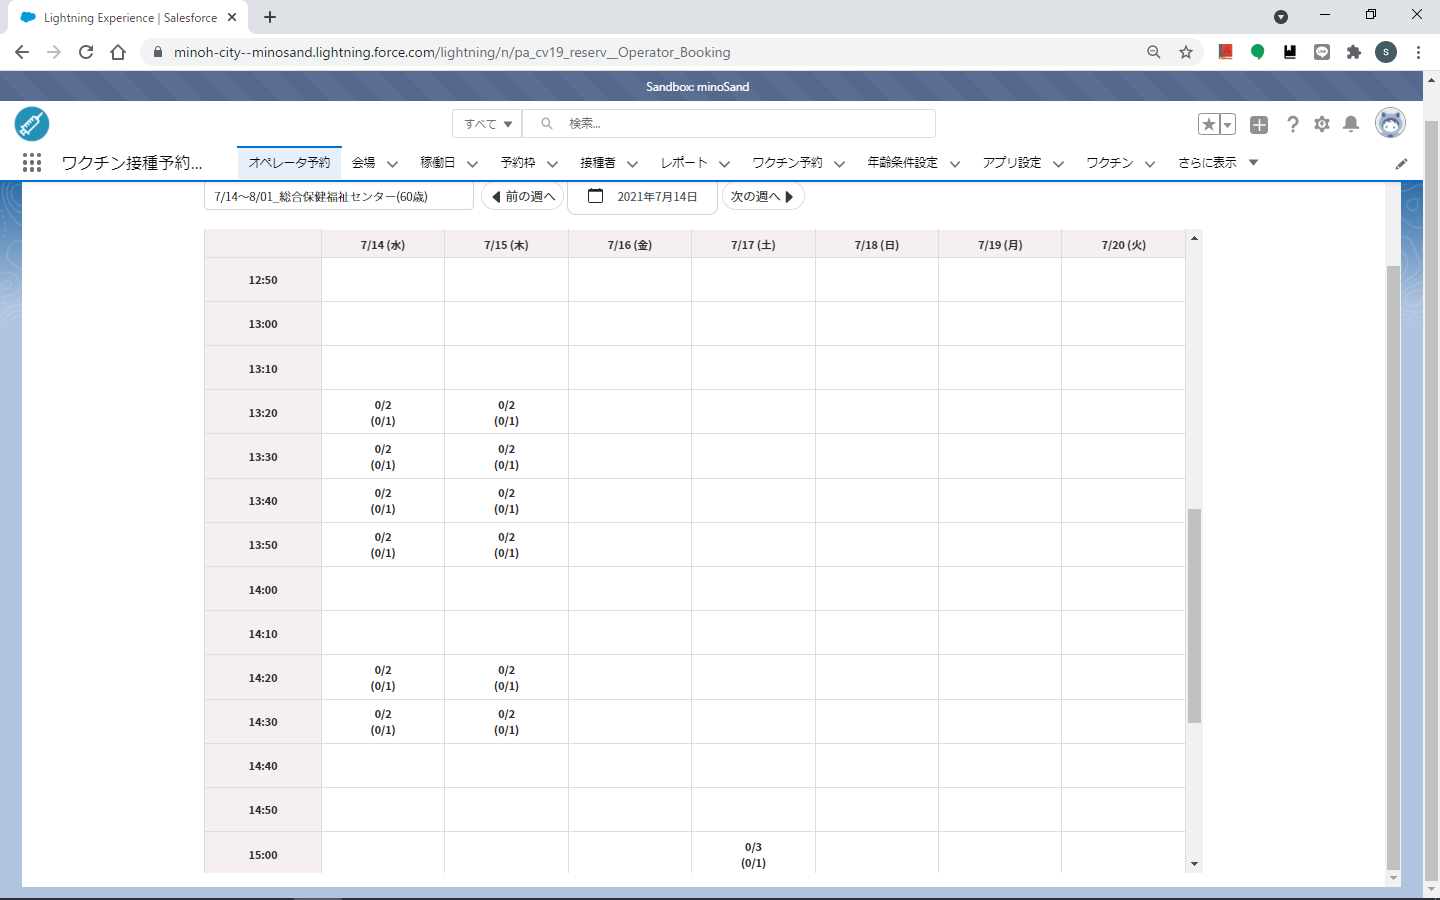 Lightning Experience | Salesforce
minoh-city--minosand.lightning.force.com/lightning/n/pa_cv19_reserv__Operator_Booking
S
Sandbox: minoSand
すべて
検索...
ワクチン接種予約...
オペレータ予約 会場 稼働日 予約枠 接種者 レポート ワクチン予約 年齢条件設定 アプリ設定 ワクチン さらに表示
7/14～8/01_総合保健福祉センター(60歳) 前の週へ 2021年7月14日 次の週へ
7/14 (水) 7/15 (木) 7/16 (金) 7/17 (土) 7/18 (日) 7/19 (月) 7/20 (火)
12:50
13:00
13:10
13:20 0/2 (0/1) 0/2 (0/1)
13:30 0/2 (0/1) 0/2 (0/1)
13:40 0/2 (0/1) 0/2 (0/1)
13:50 0/2 (0/1) 0/2 (0/1)
14:00
14:10
14:20 0/2 (0/1) 0/2 (0/1)
14:30 0/2 (0/1) 0/2 (0/1)
14:40
14:50
15:00 0/3 (0/1)